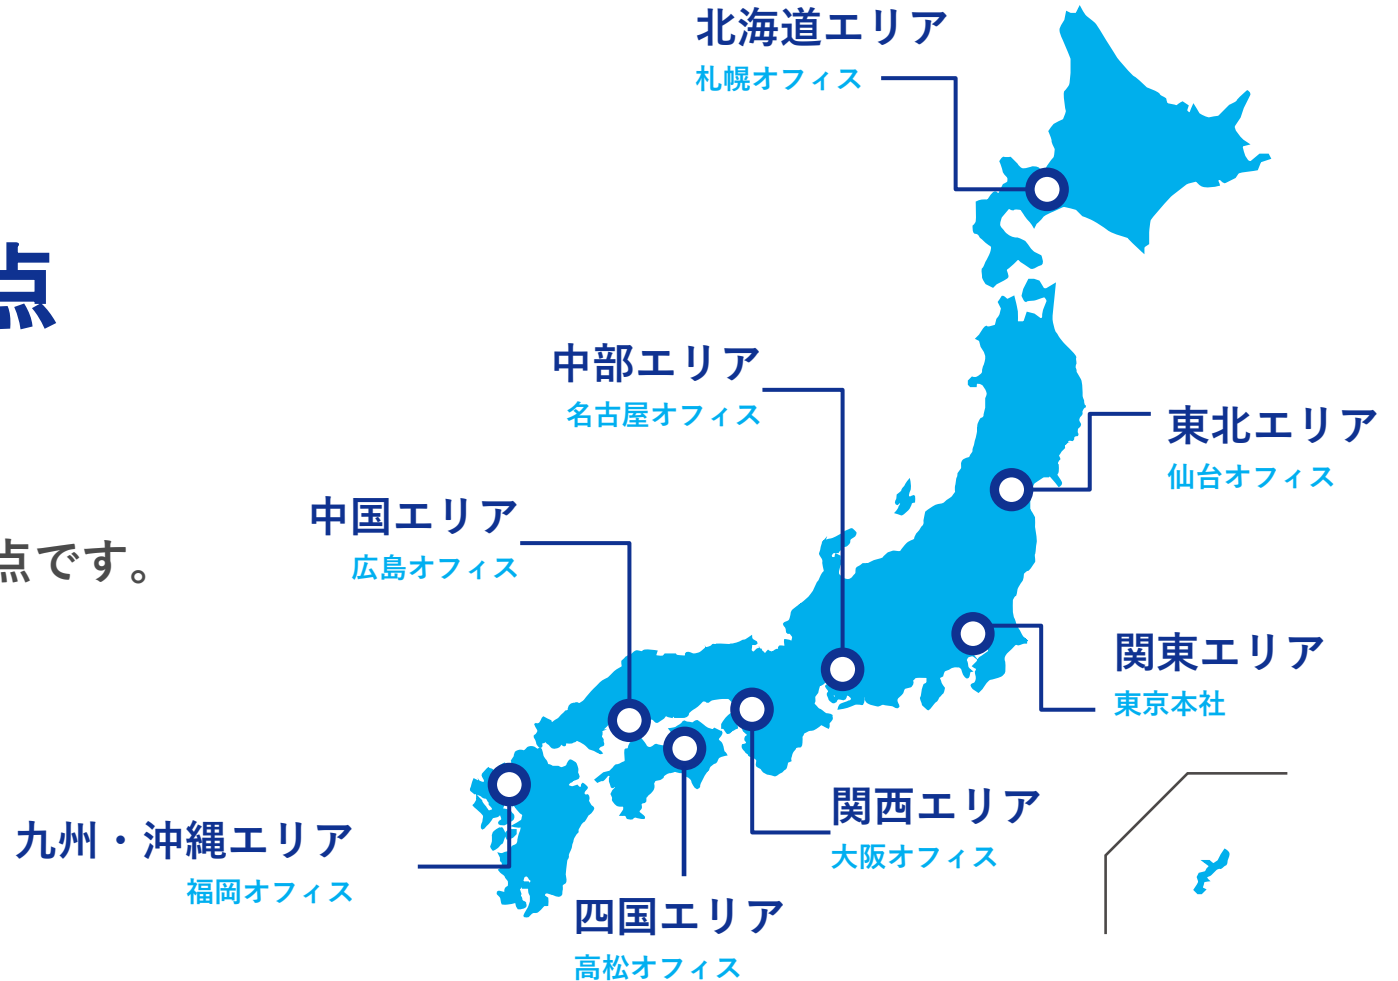 北海道エリア
札幌オフィス
点
中部エリア
名古屋オフィス
東北エリア
仙台オフィス
中国エリア
広島オフィス
点です。
関東エリア
東京本社
関西エリア
大阪オフィス
九州・沖縄エリア
福岡オフィス
四国エリア
高松オフィス